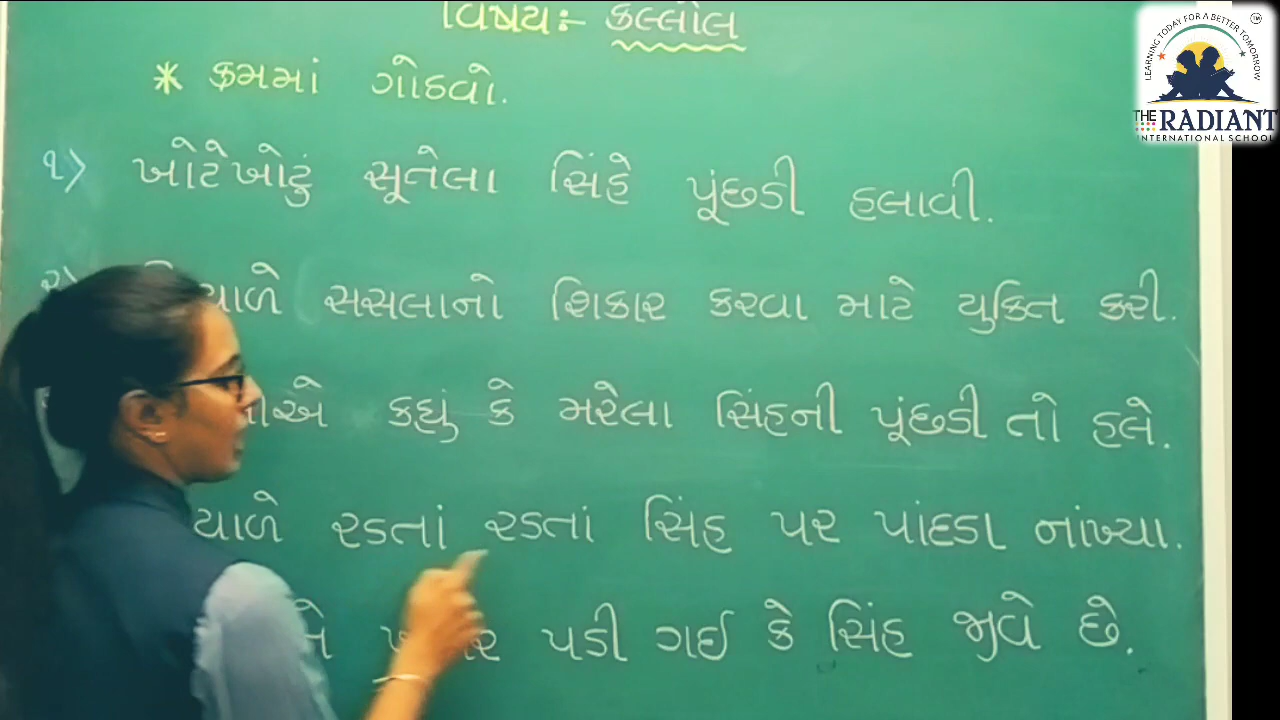 વિષય:- કલ્લોલ
* ક્રમમાં ગોઠવો.
૧) ખોટેખોટું સૂતેલા સિંહે પૂંછડી હલાવી.
સસલાનો શિકાર કરવા માટે યુક્તિ કરી.
કહ્યું કે મરેલા સિંહની પૂંછડી તો હલે.
રડતાં રડતાં સિંહ પર પાંદડા નાંખ્યા.
પડી ગઈ કે સિંહ જીવે છે.
LEARNING TODAY FOR A BETTER TOMORROW
TM
THE RADIANT
INTERNATIONAL SCHOOL